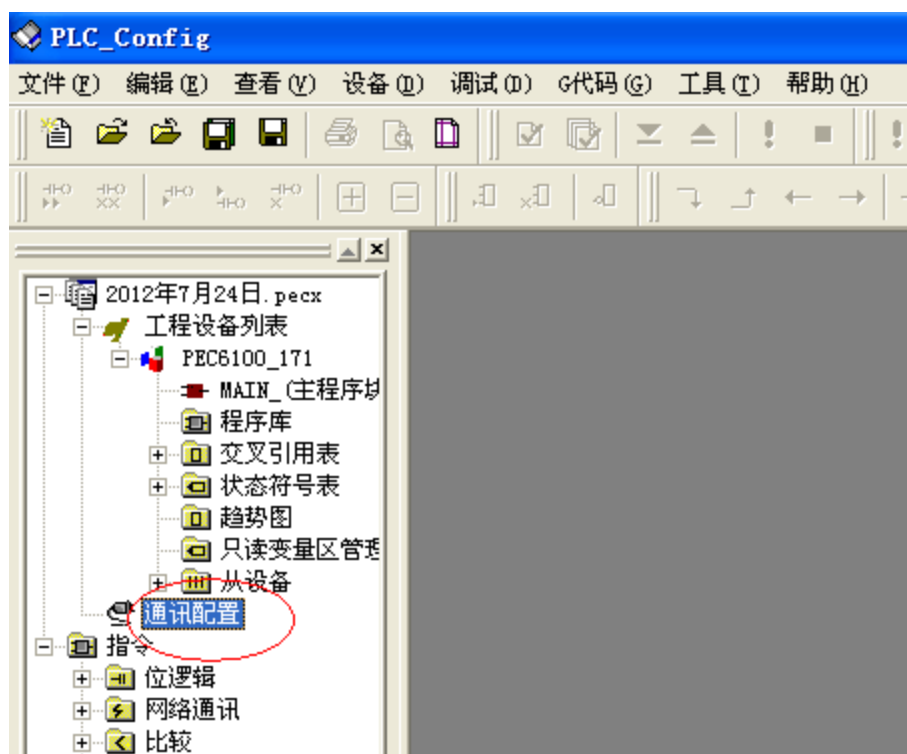 PLC_Config
文件(F) 编辑(E) 查看(V) 设备(D) 调试(D) G代码(G) 工具(T) 帮助(H)
2012年7月24日.pecx
工程设备列表
PEC6100_171
MAIN_(主程序块
程序库
交叉引用表
状态符号表
趋势图
只读变量区管理
从设备
通讯配置
指令
位逻辑
网络通讯
比较